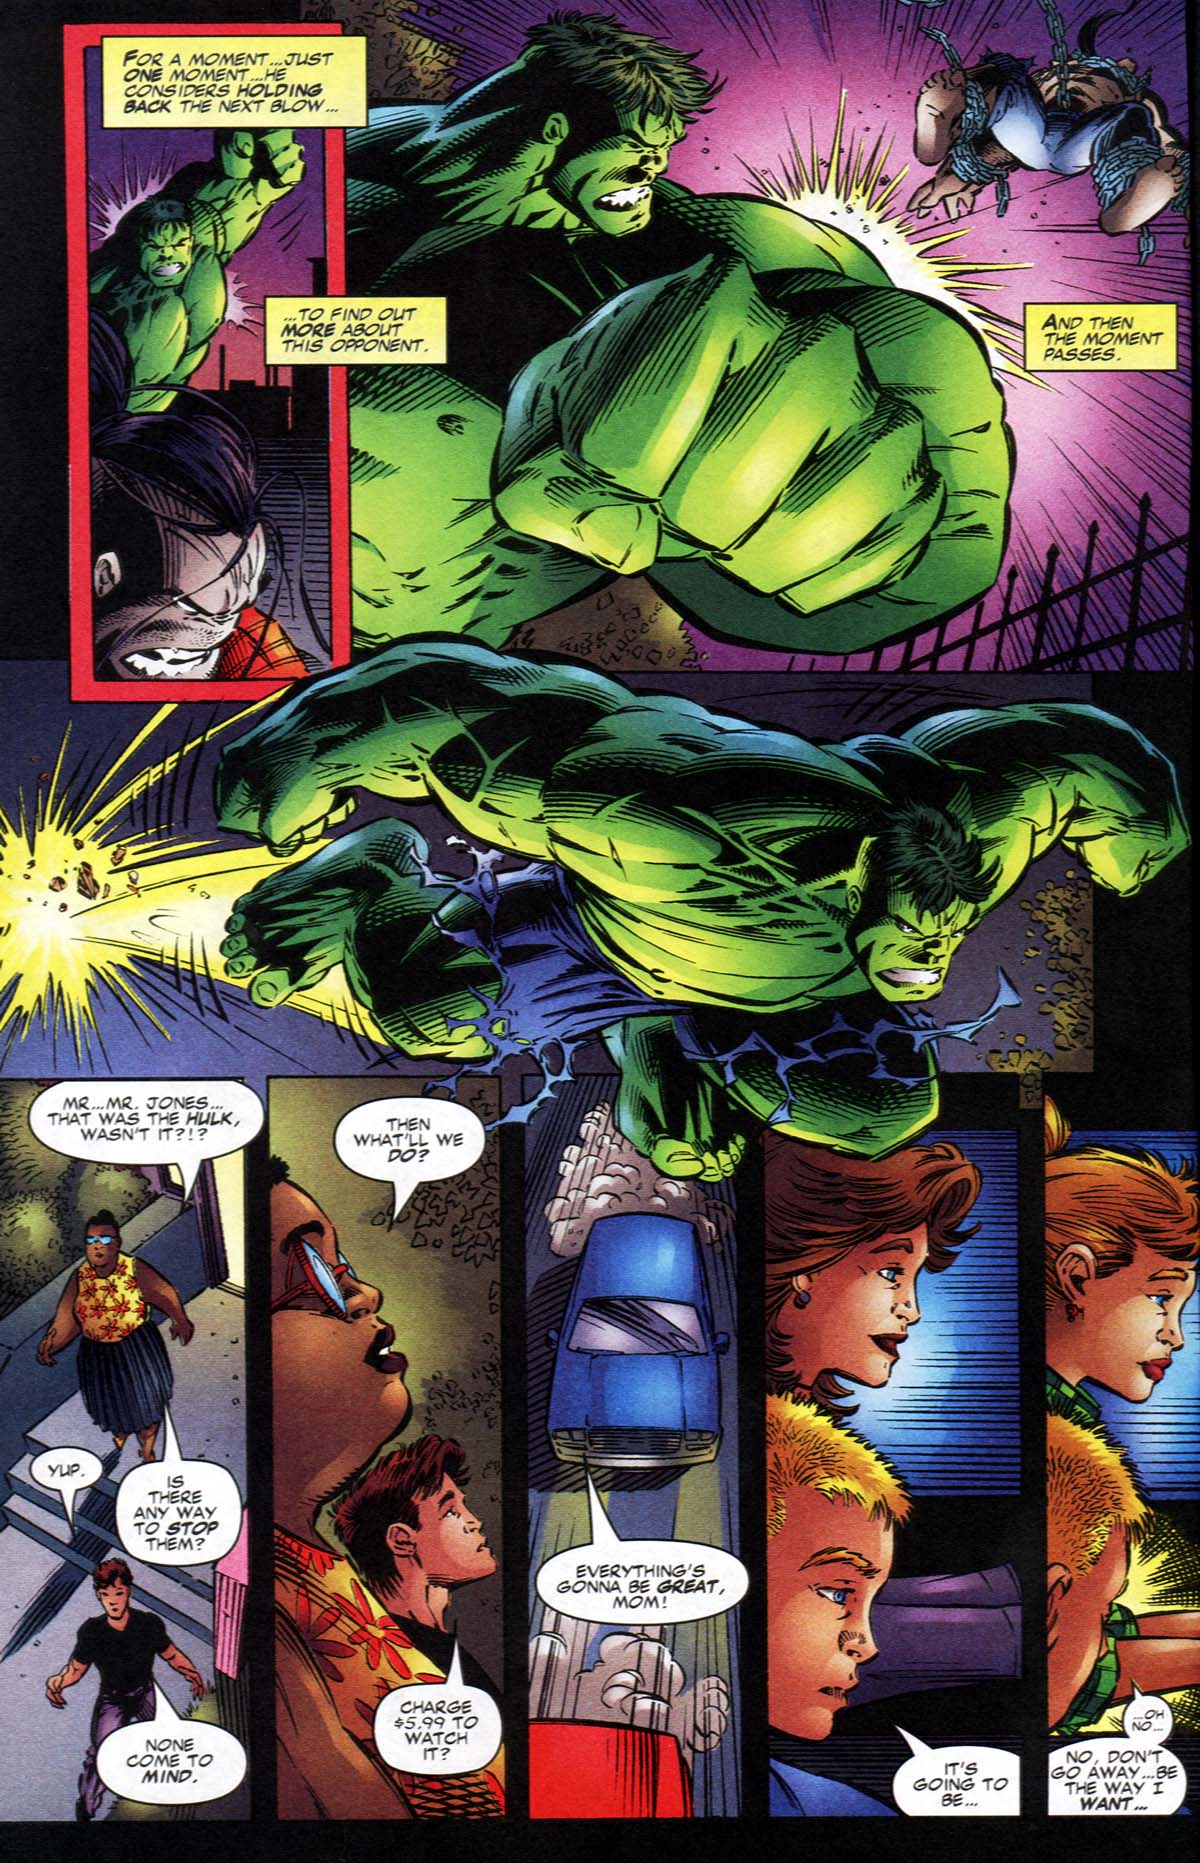 FOR A MOMENT...JUST
ONE MOMENT...HE
CONSIDERS HOLDING
BACK THE NEXT BLOW...
...TO FIND OUT
MORE ABOUT
THIS OPPONENT.
AND THEN
THE MOMENT
PASSES.
MR...MR. JONES...
THAT WAS THE HULK,
WASN'T IT?!?
YUP.
IS
THERE
ANY WAY
TO STOP
THEM?
NONE
COME TO
MIND.
THEN
WHAT'LL WE
DO?
CHARGE
$5.99 TO
WATCH
IT?
EVERYTHING'S
GONNA BE GREAT,
MOM!
IT'S
GOING TO
BE...
...OH
NO...
NO, DON'T
GO AWAY...BE
THE WAY I
WANT...